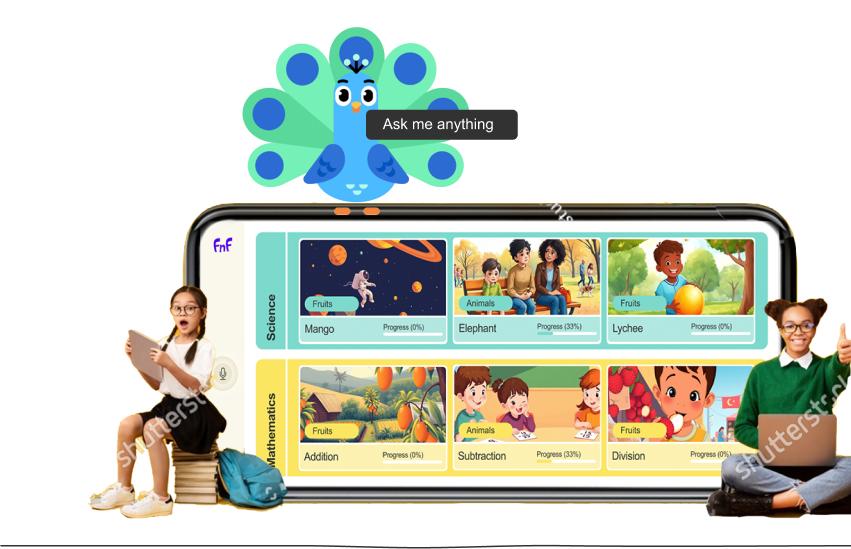 Ask me anything
FnF
Science
Fruits
Mango
Progress (0%)
Animals
Elephant
Progress (33%)
Fruits
Lychee
Progress (0%)
Mathematics
Fruits
Addition
Progress (0%)
Animals
Subtraction
Progress (33%)
Fruits
Division
Progress (0%)
shutterstock
shutterstock